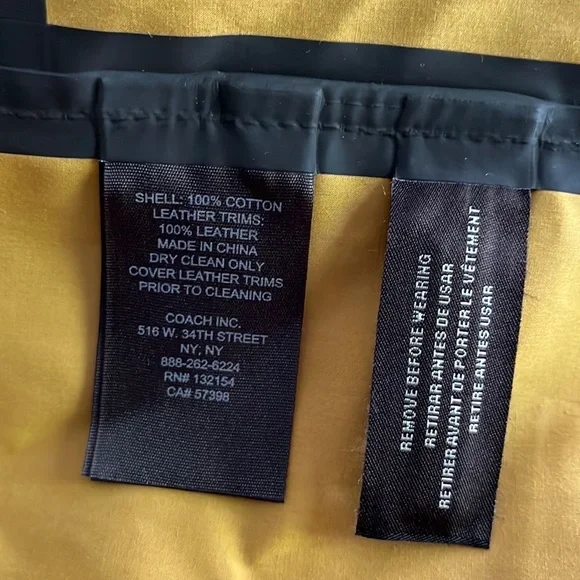 SHELL: 100% COTTON
LEATHER TRIMS:
100% LEATHER
MADE IN CHINA
DRY CLEAN ONLY
COVER LEATHER TRIMS
PRIOR TO CLEANING
COACH INC.
516 W. 34TH STREET
NY, NY
888-262-6224
RN# 132154
CA# 57398
REMOVE BEFORE WEARING
RETIRAR ANTES DE USAR
RETIRER AVANT DE PORTER LE VÊTEMENT
RETIRE ANTES USAR